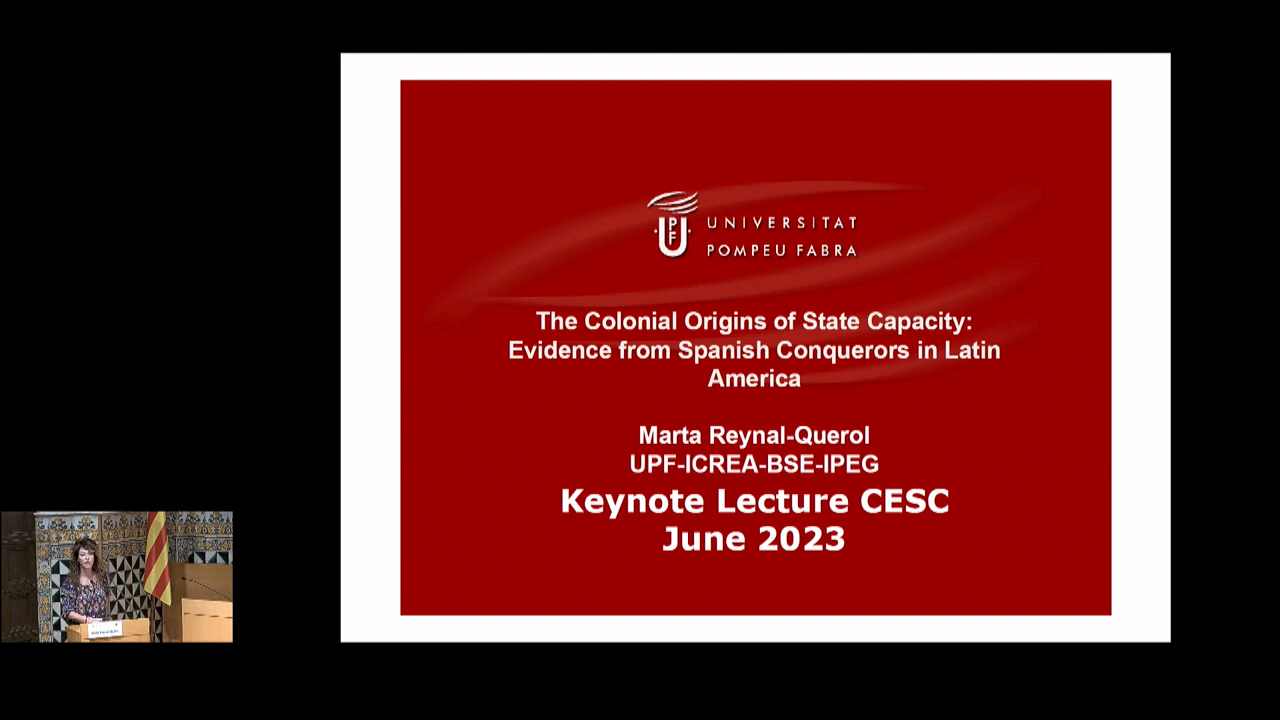 UPF
UNIVERSITAT
POMPEU FABRA
The Colonial Origins of State Capacity:
Evidence from Spanish Conquerors in Latin
America
Marta Reynal-Querol
UPF-ICREA-BSE-IPEG
Keynote Lecture CESC
June 2023